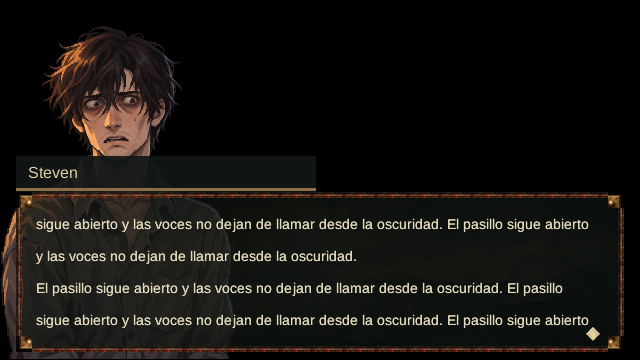 Steven
sigue abierto y las voces no dejan de llamar desde la oscuridad. El pasillo sigue abierto
y las voces no dejan de llamar desde la oscuridad.
El pasillo sigue abierto y las voces no dejan de llamar desde la oscuridad. El pasillo
sigue abierto y las voces no dejan de llamar desde la oscuridad. El pasillo sigue abierto